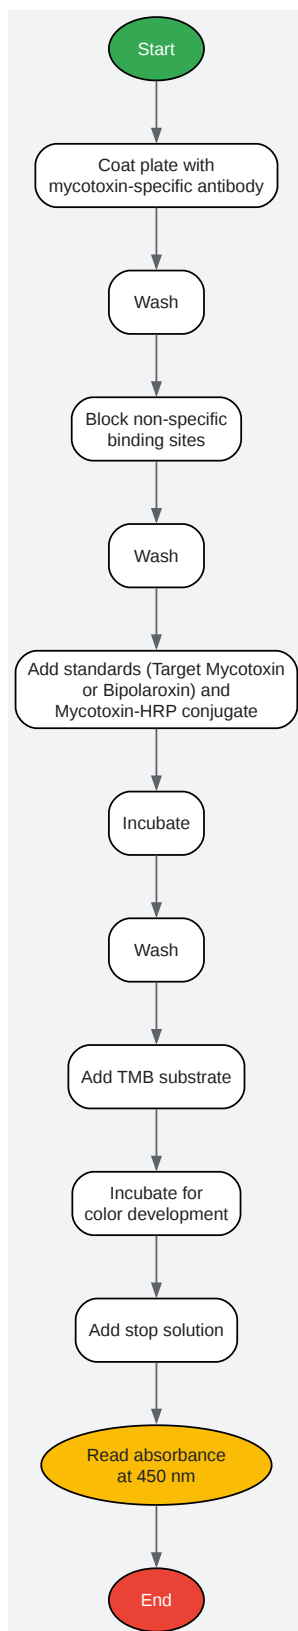 Start
Coat plate with
mycotoxin-specific antibody
Wash
Block non-specific
binding sites
Wash
Add standards (Target Mycotoxin
or Bipolaroxin) and
Mycotoxin-HRP conjugate
Incubate
Wash
Add TMB substrate
Incubate for
color development
Add stop solution
Read absorbance
at 450 nm
End